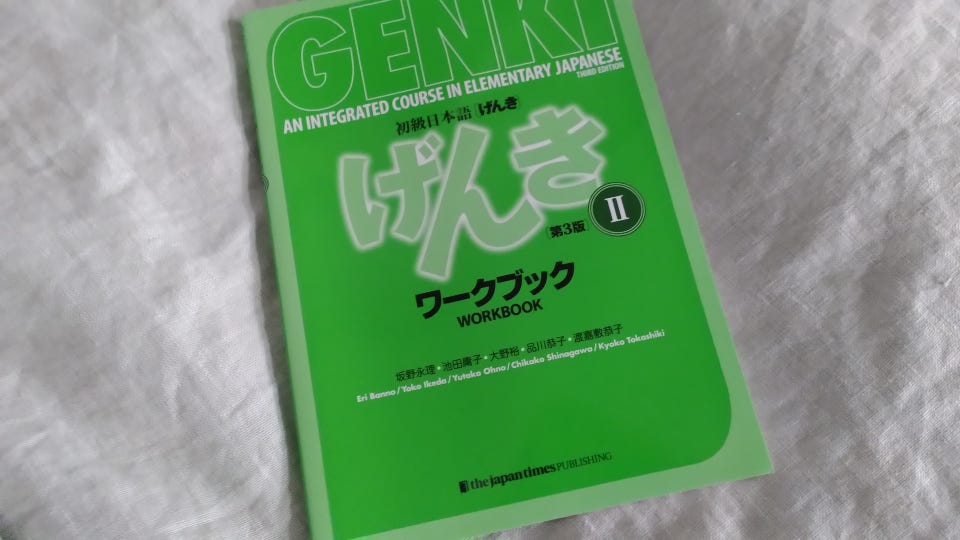 GENKI
AN INTEGRATED COURSE IN ELEMENTARY JAPANESE
THIRD EDITION
初級日本語[げんき]
げんき
[第3版]
II
ワークブック
WORKBOOK
坂野永理・池田庸子・大野裕・品川恭子・渡嘉敷恭子
Eri Banno/Yoko Ikeda/Yutaka Ohno/Chikako Shinagawa/Kyoko Tokashiki
the japan times PUBLISHING